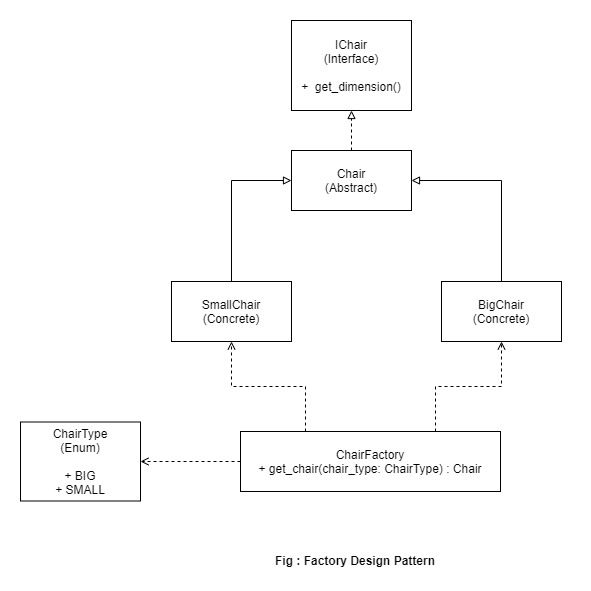 IChair
(Interface)
+ get_dimension()
Chair
(Abstract)
SmallChair
(Concrete)
BigChair
(Concrete)
ChairType
(Enum)
+ BIG
+ SMALL
ChairFactory
+ get_chair(chair_type: ChairType) : Chair
Fig : Factory Design Pattern